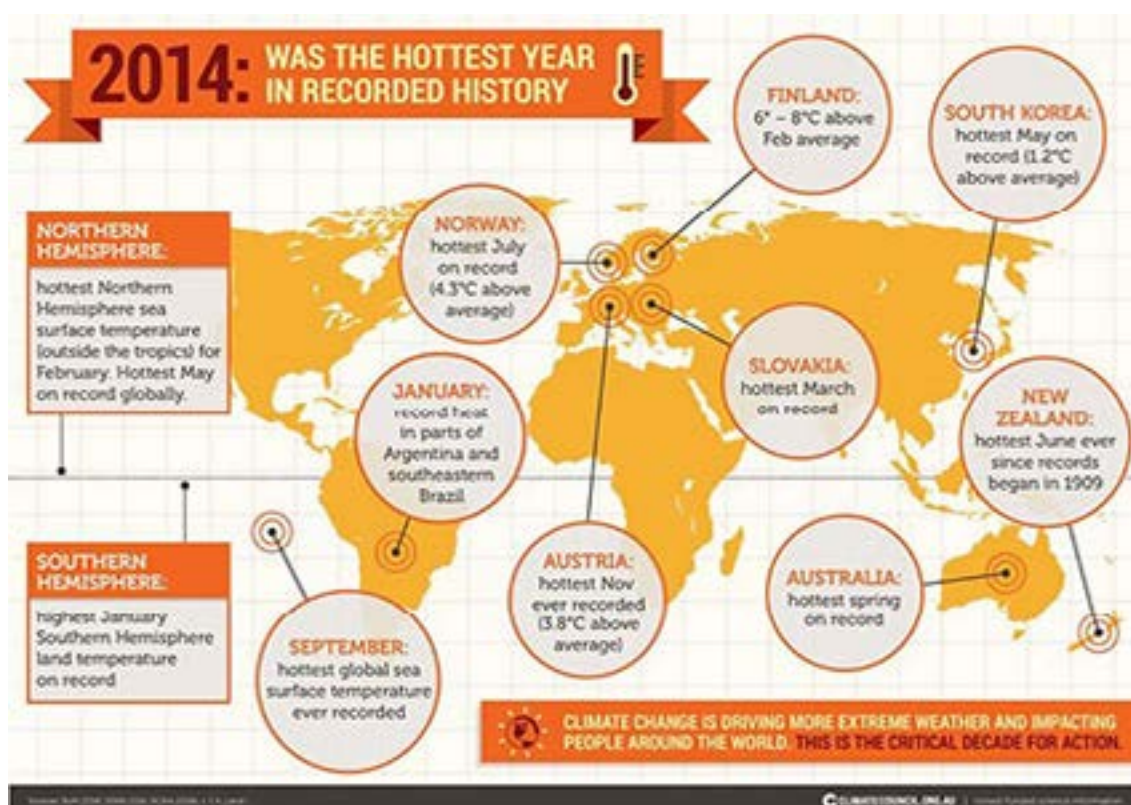 2014: WAS THE HOTTEST YEAR
IN RECORDED HISTORY
FINLAND:
6° – 8°C above
Feb average
SOUTH KOREA:
hottest May on
record (1.2°C
above average)
NORTHERN
HEMISPHERE:
hottest Northern
Hemisphere sea
surface temperature
(outside the tropics) for
February. Hottest May
on record globally.
NORWAY:
hottest July
on record
(4.3°C above
average)
JANUARY:
record heat
in parts of
Argentina and
southeastern
Brazil
SLOVAKIA:
hottest March
on record
NEW
ZEALAND:
hottest June ever
since records
began in 1909
SOUTHERN
HEMISPHERE:
highest January
Southern Hemisphere
land temperature
on record
SEPTEMBER:
hottest global sea
surface temperature
ever recorded
AUSTRIA:
hottest Nov
ever recorded
(3.8°C above
average)
AUSTRALIA:
hottest spring
on record
CLIMATE CHANGE IS DRIVING MORE EXTREME WEATHER AND IMPACTING
PEOPLE AROUND THE WORLD. THIS IS THE CRITICAL DECADE FOR ACTION.
CLIMATECOUNCIL.ORG.AU